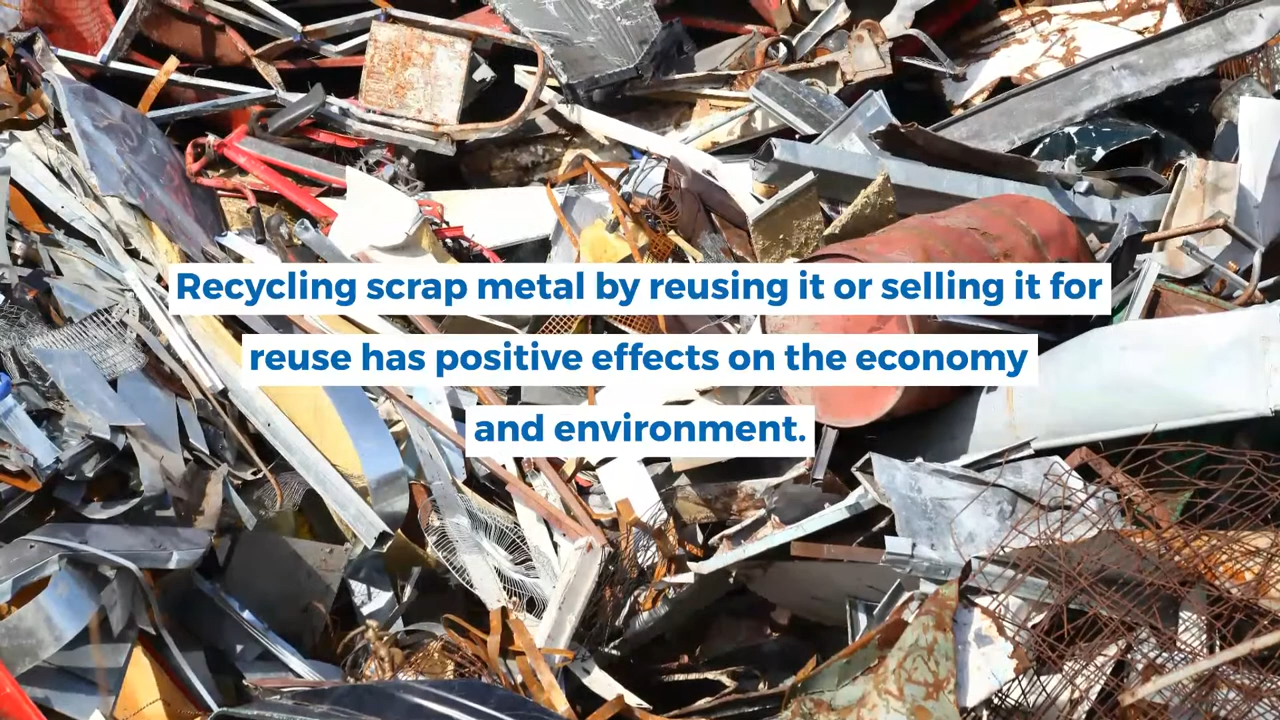 Recycling scrap metal by reusing it or selling it for
reuse has positive effects on the economy
and environment.